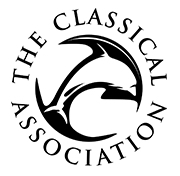 THE CLASSICAL ASSOCIATION